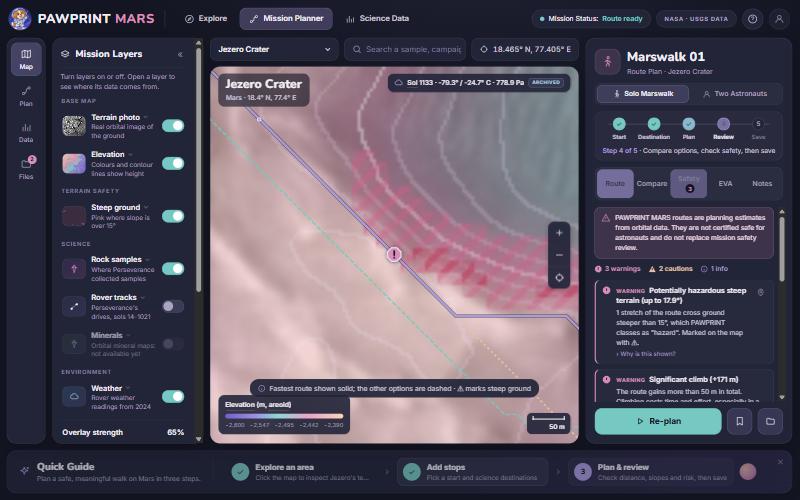 PAWPRINT MARS
Explore
Mission Planner
Science Data
Mission Status: Route ready
NASA · USGS DATA
Map
Plan
Data
2
Files
Mission Layers
«
Turn layers on or off. Open a layer to
see where its data comes from.
BASE MAP
Terrain photo
Real orbital image of
the ground
Elevation
Colours and contour
lines show height
TERRAIN SAFETY
Steep ground
Pink where slope is
over 15°
SCIENCE
Rock samples
Where Perseverance
collected samples
Rover tracks
Perseverance's
drives, sols 14–1021
Minerals
Orbital mineral maps:
not available yet
ENVIRONMENT
Weather
Rover weather
readings from 2024
Overlay strength 65%
Jezero Crater
Search a sample, campaig
18.465° N, 77.405° E
Jezero Crater
Mars · 18.4° N, 77.4° E
Sol 1133 · -79.3° / -24.7° C · 778.9 Pa
ARCHIVED
!
+
−
Fastest route shown solid; the other options are dashed · ⚠ marks steep ground
Elevation (m, areoid)
−2,600 −2,547 −2,495 −2,442 −2,390
50 m
Marswalk 01
Route Plan · Jezero Crater
Solo Marswalk
Two Astronauts
4
5
Start Destination Plan Review Save
Step 4 of 5 · Compare options, check safety, then save
Route
Compare
Safety
3
EVA
Notes
PAWPRINT MARS routes are planning estimates
from orbital data. They are not certified safe for
astronauts and do not replace mission safety
review.
3 warnings
2 cautions
1 info
WARNING Potentially hazardous steep
terrain (up to 17.9°)
1 stretch of the route cross ground
steeper than 15°, which PAWPRINT
classes as "hazard". Marked on the map
with ⚠.
› Why is this shown?
WARNING Significant climb (+171 m)
The route gains more than 50 m in total.
Climbing costs time and effort, especially in a
Re-plan
Quick Guide
Plan a safe, meaningful walk on Mars in three steps.
Explore an area
Click the map to inspect Jezero's te...
Add stops
Pick a start and science destinations
3
Plan & review
Check distance, slopes and risk, then save